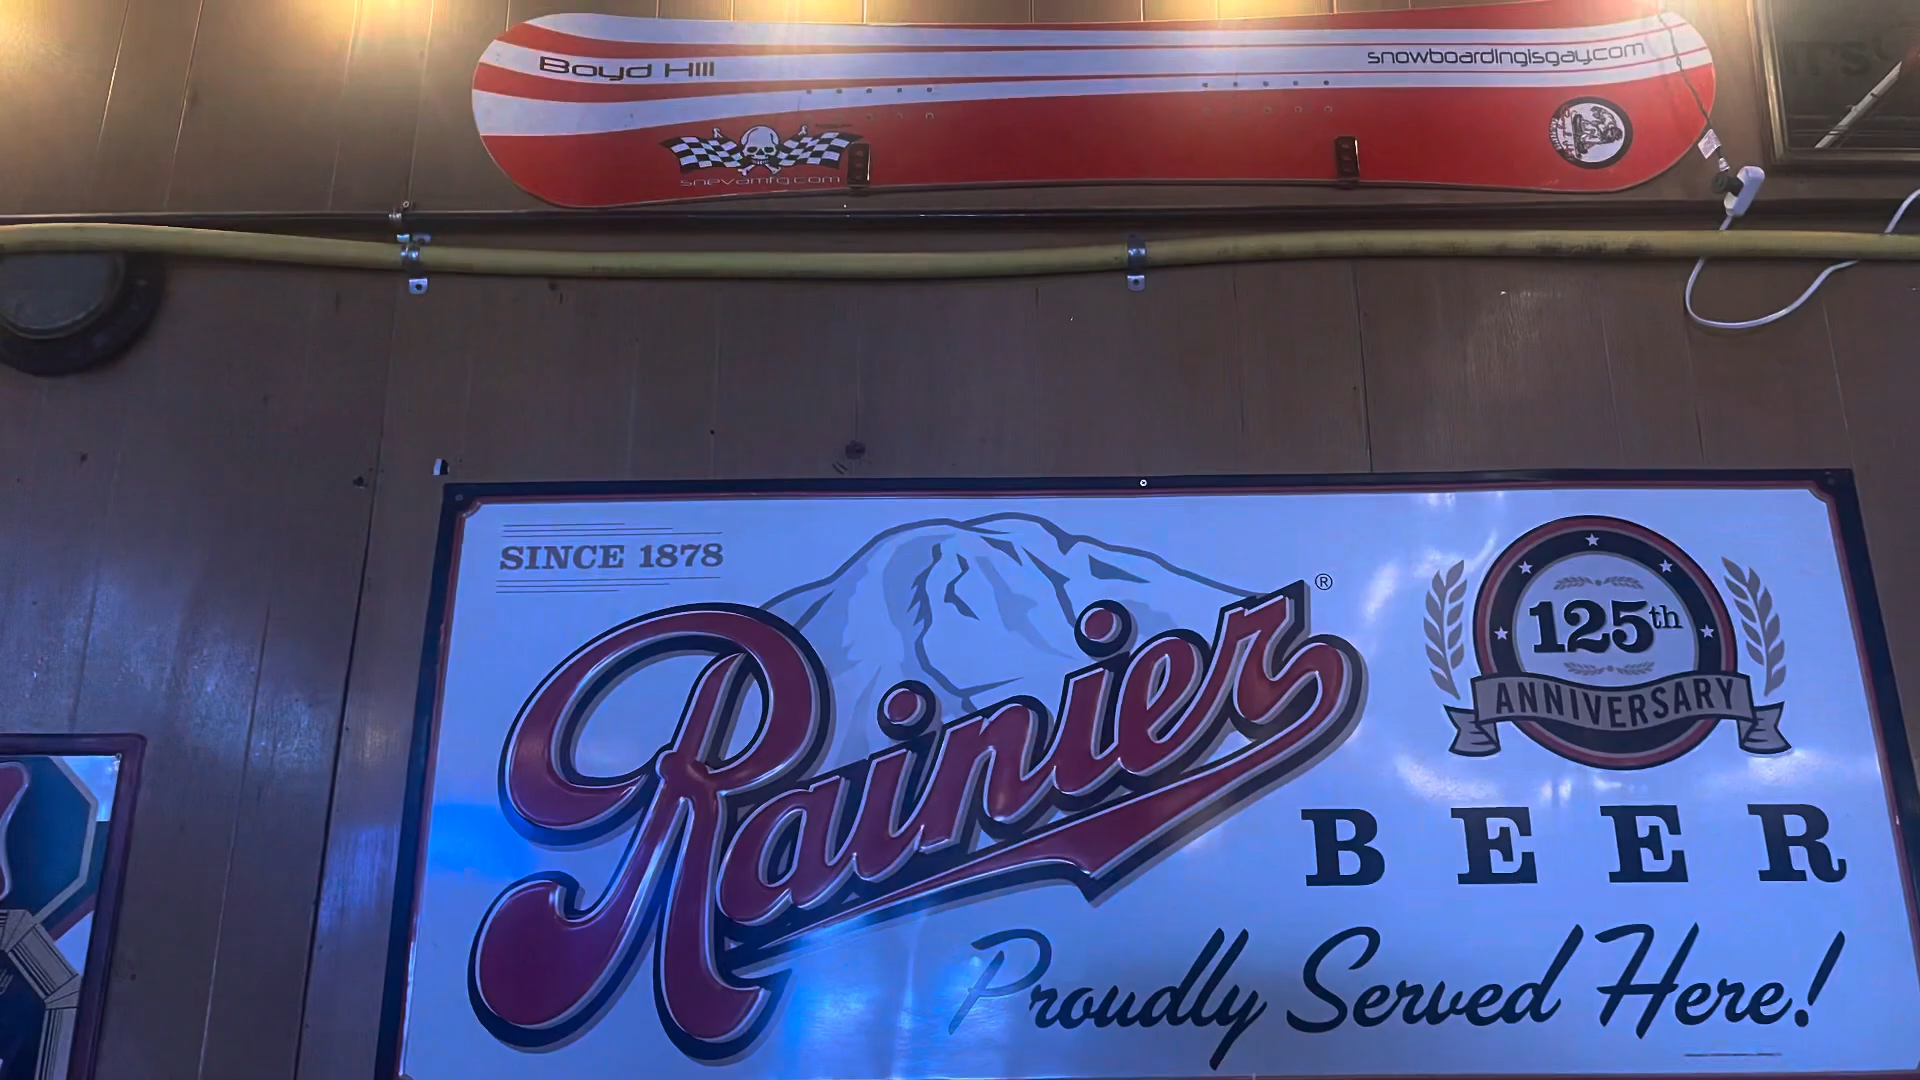 Boyd Hill
snowboardingisgay.com
snevamfg.com
SINCE 1878
Rainier®
125th
ANNIVERSARY
BEER
Proudly Served Here!